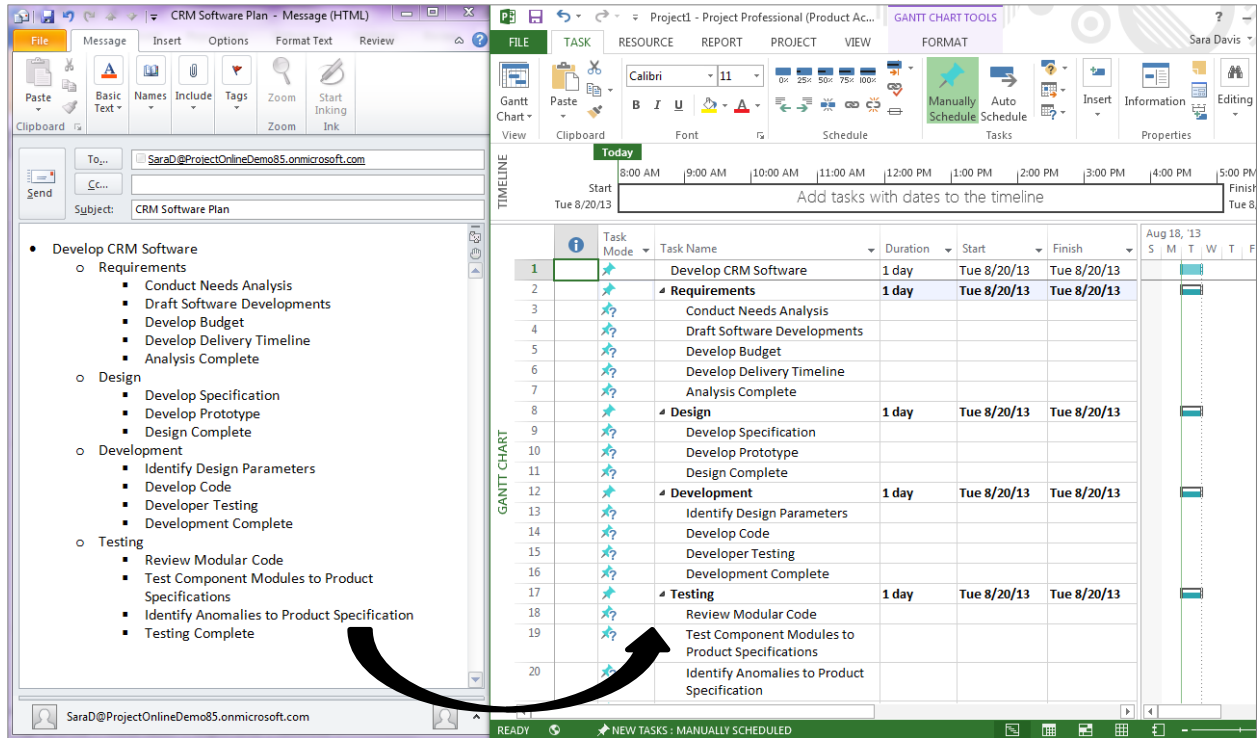 CRM Software Plan - Message (HTML)
File Message Insert Options Format Text Review
Paste
Basic Text
Names
Include
Tags
Zoom
Start Inking
Clipboard
Zoom
Ink
Send
To...
SaraD@ProjectOnlineDemo85.onmicrosoft.com
Cc...
Subject:
CRM Software Plan
• Develop CRM Software
o Requirements
▪ Conduct Needs Analysis
▪ Draft Software Developments
▪ Develop Budget
▪ Develop Delivery Timeline
▪ Analysis Complete
o Design
▪ Develop Specification
▪ Develop Prototype
▪ Design Complete
o Development
▪ Identify Design Parameters
▪ Develop Code
▪ Developer Testing
▪ Development Complete
o Testing
▪ Review Modular Code
▪ Test Component Modules to Product
Specifications
▪ Identify Anomalies to Product Specification
▪ Testing Complete
SaraD@ProjectOnlineDemo85.onmicrosoft.com
Project1 - Project Professional (Product Ac...
GANTT CHART TOOLS
FILE TASK RESOURCE REPORT PROJECT VIEW FORMAT
Sara Davis
Gantt Chart
Paste
Calibri 11
B I U A
0% 25% 50% 75% 100%
Manually Schedule
Auto Schedule
Insert
Information
Editing
View Clipboard Font Schedule Tasks Properties
TIMELINE
Today
8:00 AM 9:00 AM 10:00 AM 11:00 AM 12:00 PM 1:00 PM 2:00 PM 3:00 PM 4:00 PM 5:00 PM
Start
Tue 8/20/13
Add tasks with dates to the timeline
Finish
Tue 8,
GANTT CHART
Task Mode Task Name Duration Start Finish
Aug 18, '13
S M T W T F
1 Develop CRM Software 1 day Tue 8/20/13 Tue 8/20/13
2 Requirements 1 day Tue 8/20/13 Tue 8/20/13
3 Conduct Needs Analysis
4 Draft Software Developments
5 Develop Budget
6 Develop Delivery Timeline
7 Analysis Complete
8 Design 1 day Tue 8/20/13 Tue 8/20/13
9 Develop Specification
10 Develop Prototype
11 Design Complete
12 Development 1 day Tue 8/20/13 Tue 8/20/13
13 Identify Design Parameters
14 Develop Code
15 Developer Testing
16 Development Complete
17 Testing 1 day Tue 8/20/13 Tue 8/20/13
18 Review Modular Code
19 Test Component Modules to
Product Specifications
20 Identify Anomalies to Product
Specification
READY NEW TASKS : MANUALLY SCHEDULED